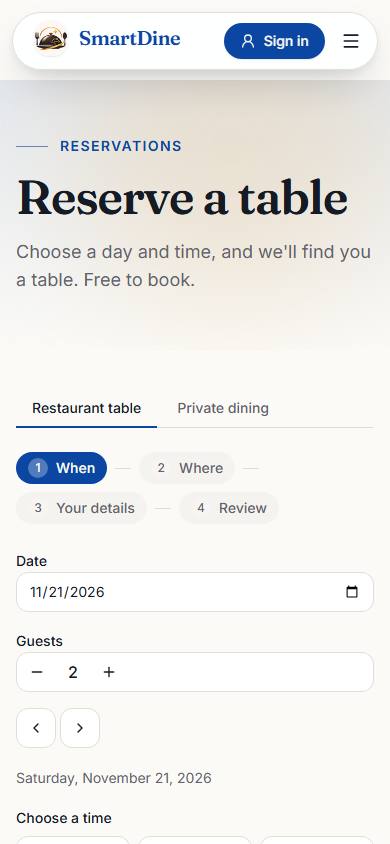 SmartDine
Sign in
RESERVATIONS
Reserve a table
Choose a day and time, and we'll find you
a table. Free to book.
Restaurant table
Private dining
1 When
2 Where
3 Your details
4 Review
Date
11/21/2026
Guests
− 2 +
Saturday, November 21, 2026
Choose a time